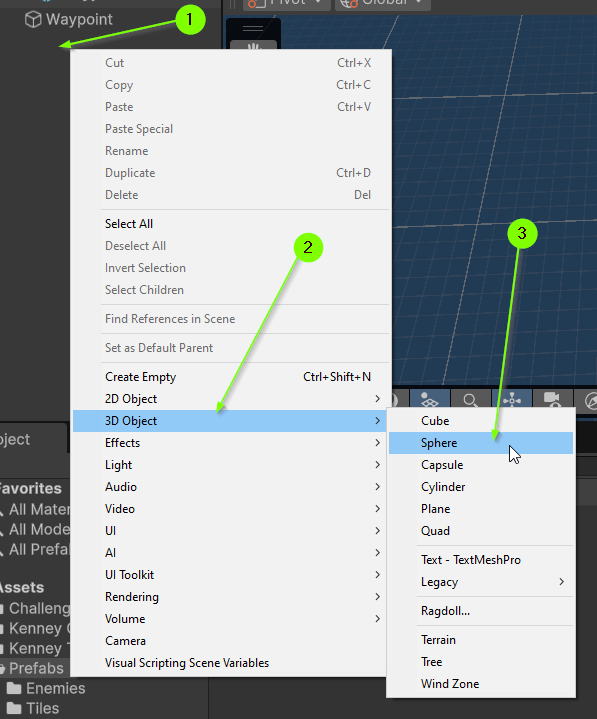 Waypoint
1
Pivot
Global
Cut Ctrl+X
Copy Ctrl+C
Paste Ctrl+V
Paste Special
Rename
Duplicate Ctrl+D
Delete Del
Select All
Deselect All
Invert Selection
Select Children
2
3
Find References in Scene
Set as Default Parent
Create Empty Ctrl+Shift+N
2D Object
3D Object
Effects
Light
Audio
Video
UI
AI
UI Toolkit
Rendering
Volume
Camera
Visual Scripting Scene Variables
Cube
Sphere
Capsule
Cylinder
Plane
Quad
Text - TextMeshPro
Legacy
Ragdoll...
Terrain
Tree
Wind Zone
oject
avorites
All Mater
All Mode
All Prefab
ssets
Challeng
Kenney
Kenney T
Prefabs
Enemies
Tiles